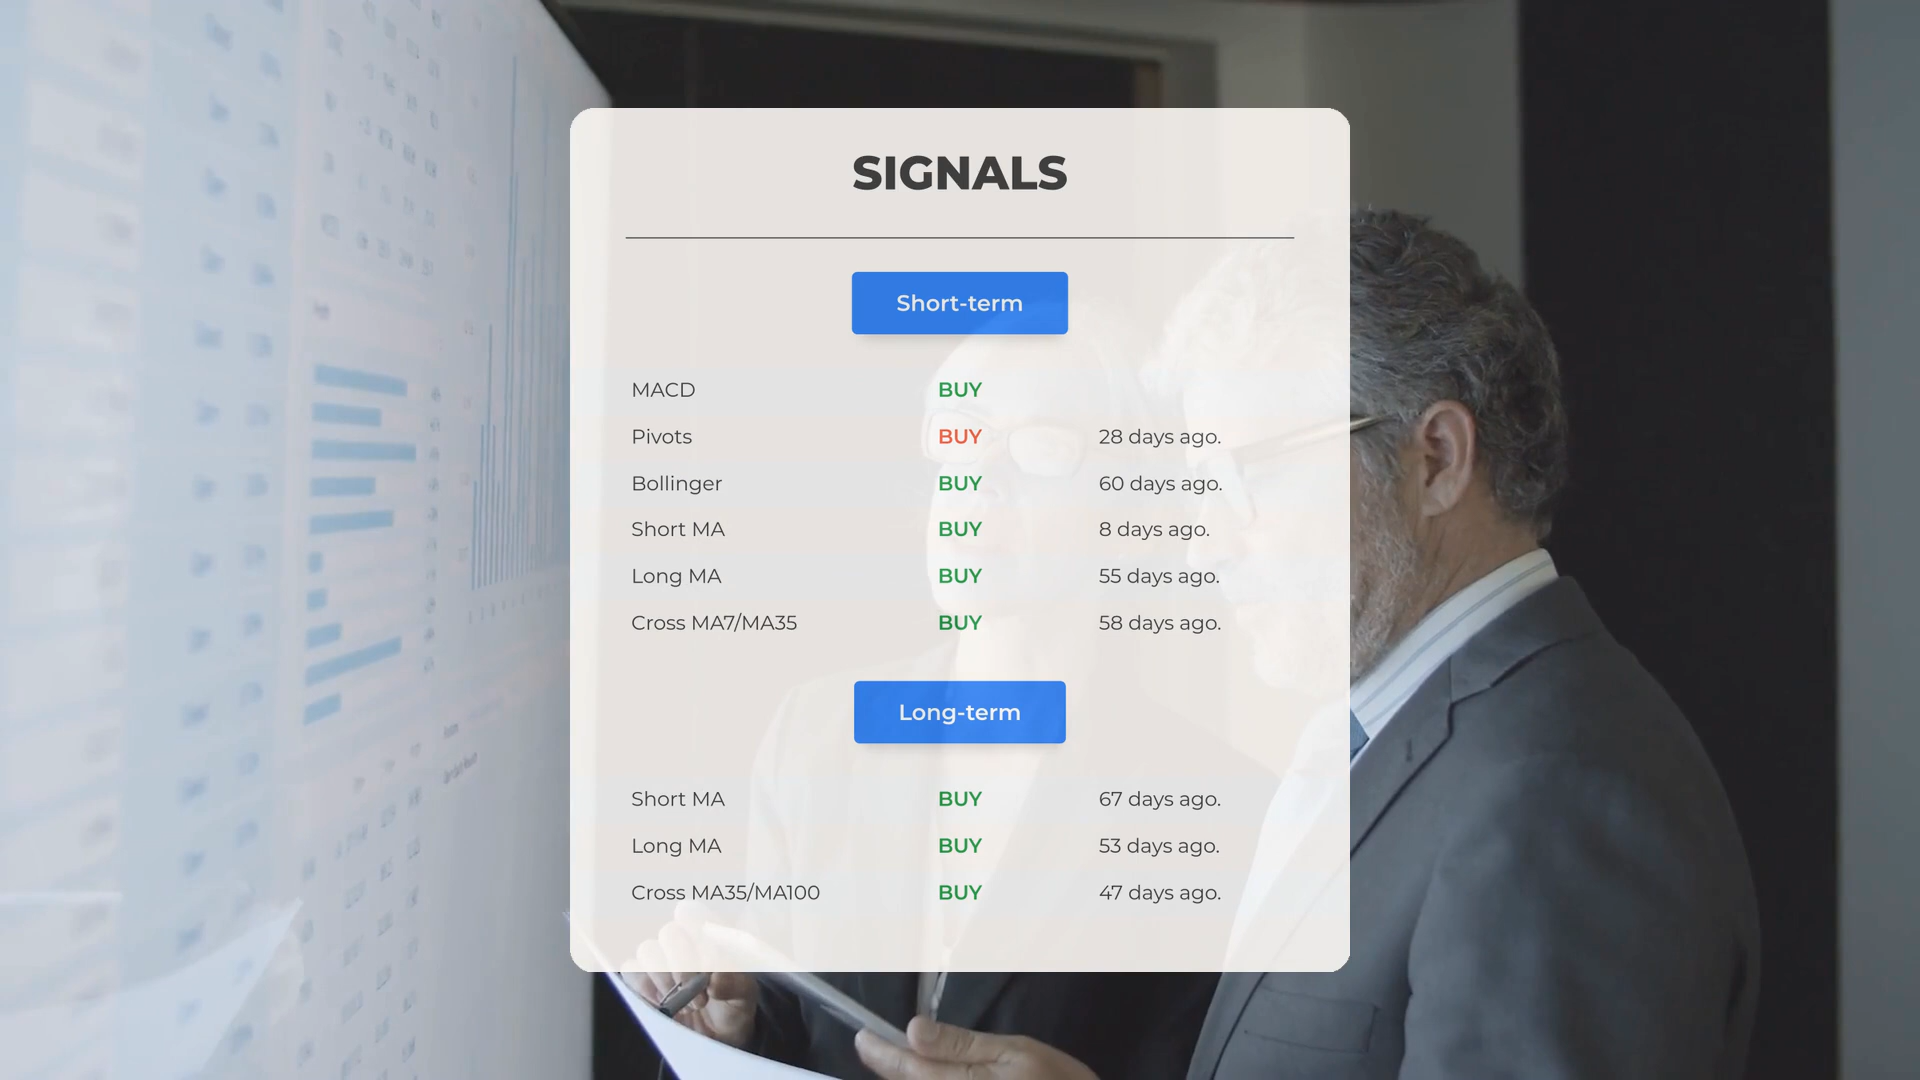 SIGNALS
Short-term
MACD BUY
Pivots BUY 28 days ago.
Bollinger BUY 60 days ago.
Short MA BUY 8 days ago.
Long MA BUY 55 days ago.
Cross MA7/MA35 BUY 58 days ago.
Long-term
Short MA BUY 67 days ago.
Long MA BUY 53 days ago.
Cross MA35/MA100 BUY 47 days ago.